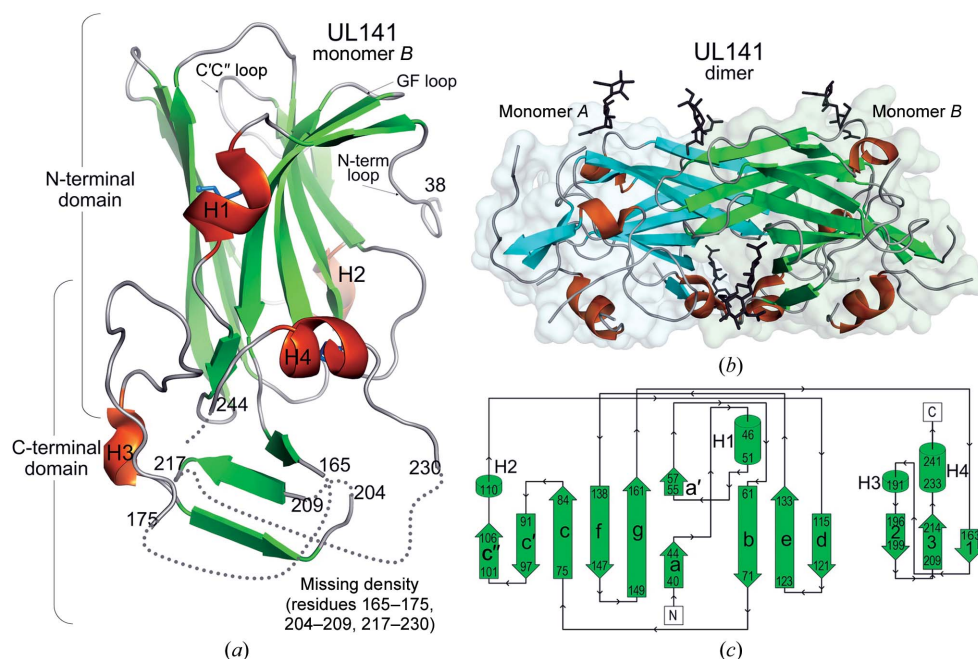 UL141
monomer B
C′C″ loop
GF loop
N-term
loop
38
N-terminal
domain
H1
H2
H4
244
C-terminal
domain
H3
217
165
230
209
204
175
Missing density
(residues 165–175,
204–209, 217–230)
(a)
UL141
dimer
Monomer A
Monomer B
(b)
H2
110
106
c″
101
91
c′
97
84
c
75
138
f
147
161
g
149
57
55
a′
44
a
40
N
H1
46
51
61
b
71
133
e
123
115
d
121
H3
191
196
2
199
C
241
H4
233
214
3
209
163
1
(c)